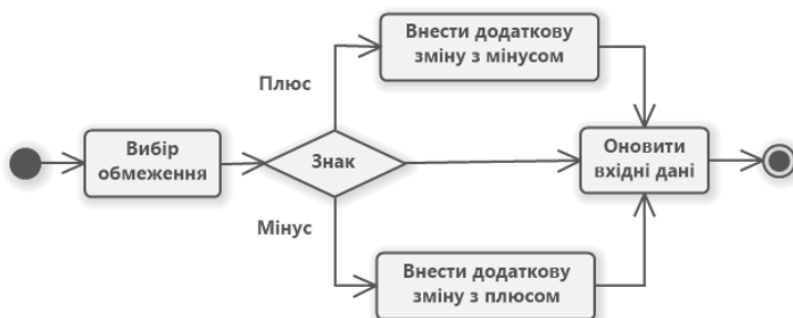 Внести додаткову
зміну з мінусом
Плюс
Вибір
обмеження
Знак
Оновити
вхідні дані
Мінус
Внести додаткову
зміну з плюсом